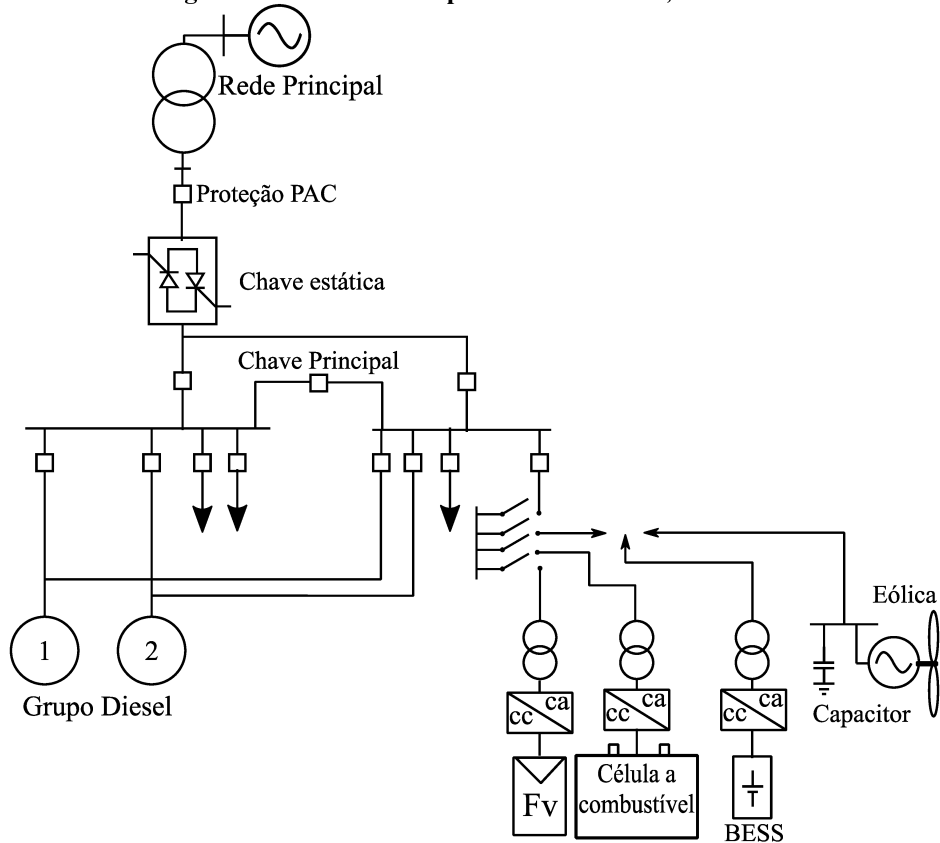 Rede Principal
Proteção PAC
Chave estática
Chave Principal
1
2
Grupo Diesel
Eólica
Capacitor
cc ca
cc ca
cc ca
Fv
Célula a
combustível
BESS